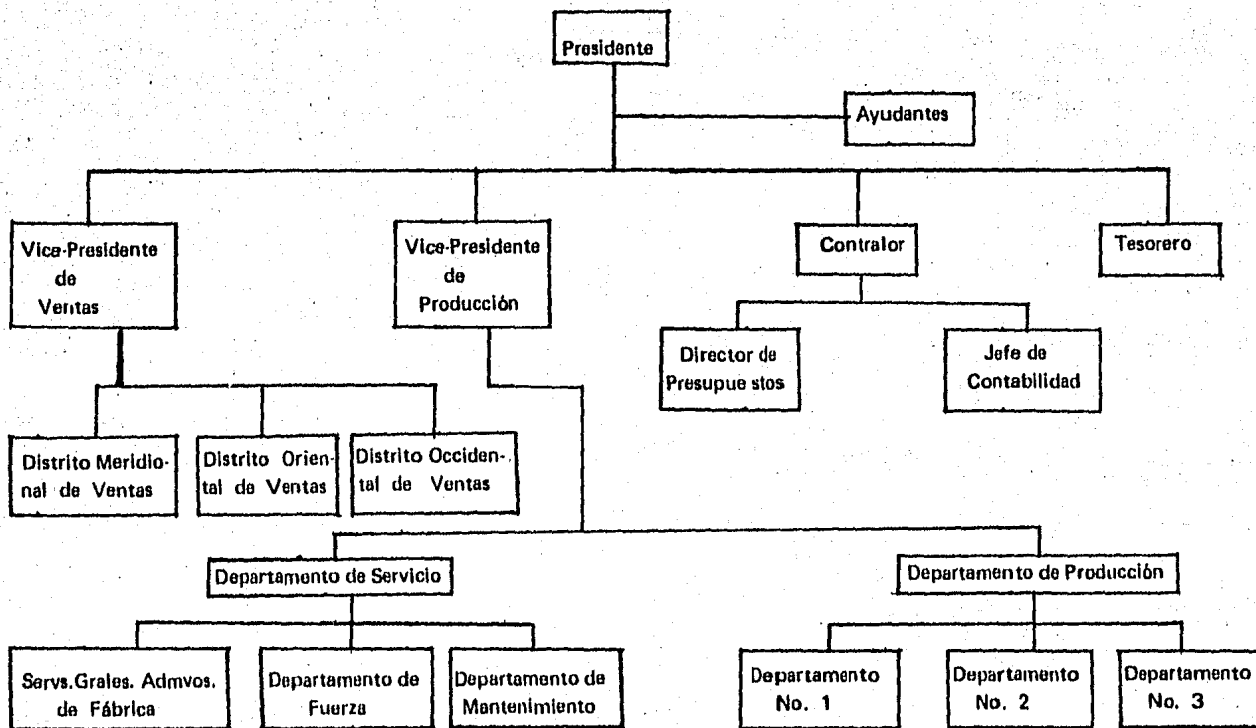 Presidente
Ayudantes
Vice-Presidente
de
Ventas
Vice-Presidente
de
Producción
Contralor
Tesorero
Director de
Presupue stos
Jefe de
Contabilidad
Distrito Meridio-
nal de Ventas
Distrito Orien-
tal de Ventas
Distrito Occiden-
tal de Ventas
Departamento de Servicio
Departamento de Producción
Servs.Grales. Admvos.
de Fábrica
Departamento de
Fuerza
Departamento de
Mantenimiento
Departamento
No. 1
Departamento
No. 2
Departamento
No. 3